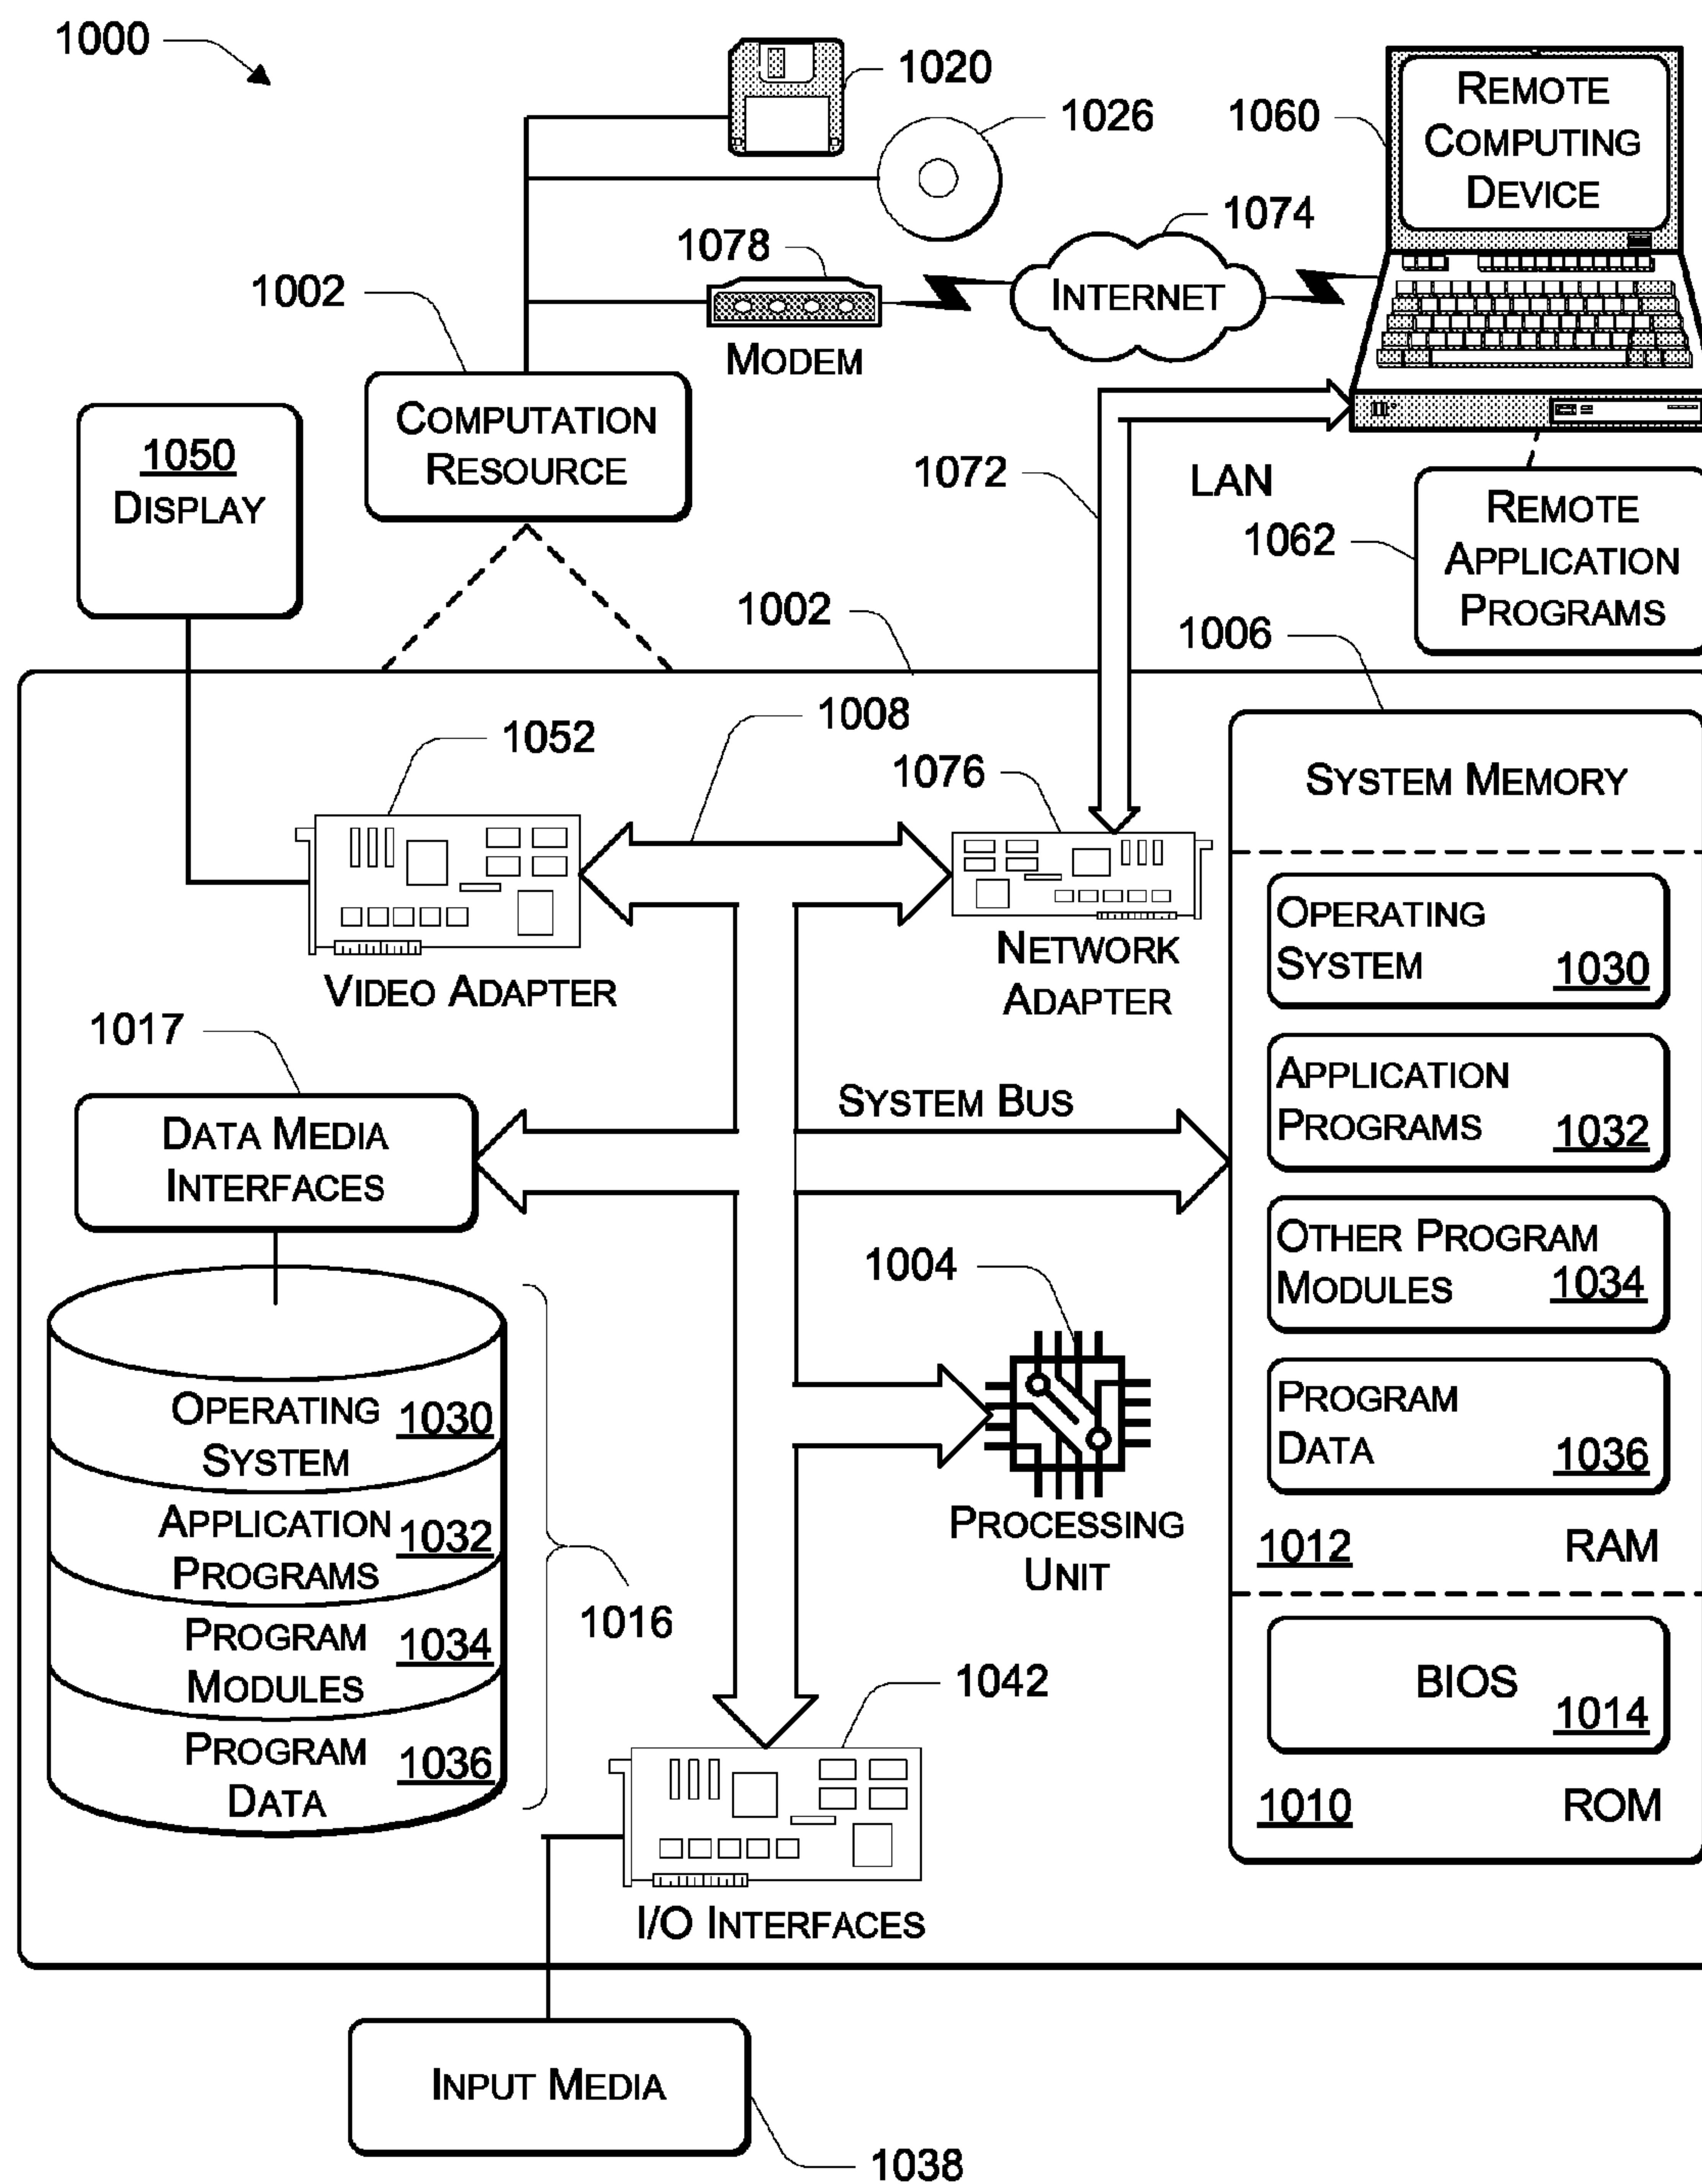 1000
1020
1026
1060
REMOTE
COMPUTING
DEVICE
1074
1078
INTERNET
1002
MODEM
COMPUTATION
RESOURCE
1050
DISPLAY
1072
LAN
1062
REMOTE
APPLICATION
PROGRAMS
1002
1006
1008
1052
1076
SYSTEM MEMORY
OPERATING
SYSTEM 1030
NETWORK
ADAPTER
VIDEO ADAPTER
1017
APPLICATION
PROGRAMS 1032
SYSTEM BUS
DATA MEDIA
INTERFACES
OTHER PROGRAM
MODULES 1034
1004
PROGRAM
DATA 1036
OPERATING 1030
SYSTEM
APPLICATION 1032
PROGRAMS
PROCESSING
UNIT
1012 RAM
1016
PROGRAM 1034
MODULES
1042
BIOS
1014
PROGRAM 1036
DATA
1010 ROM
I/O INTERFACES
INPUT MEDIA
1038